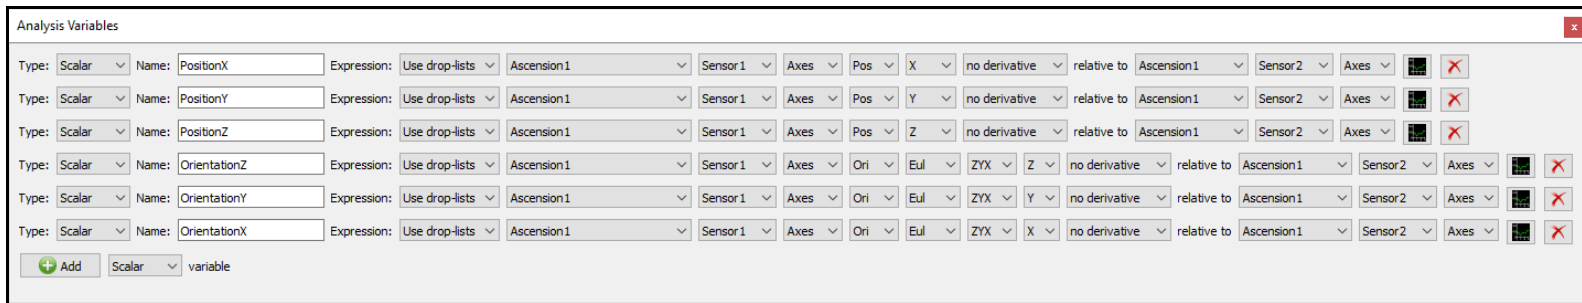 Analysis Variables x
Type: Scalar Name: PositionX Expression: Use drop-lists Ascension1 Sensor1 Axes Pos X no derivative relative to Ascension1 Sensor2 Axes
Type: Scalar Name: PositionY Expression: Use drop-lists Ascension1 Sensor1 Axes Pos Y no derivative relative to Ascension1 Sensor2 Axes
Type: Scalar Name: PositionZ Expression: Use drop-lists Ascension1 Sensor1 Axes Pos Z no derivative relative to Ascension1 Sensor2 Axes
Type: Scalar Name: OrientationZ Expression: Use drop-lists Ascension1 Sensor1 Axes Ori Eul ZYX Z no derivative relative to Ascension1 Sensor2 Axes
Type: Scalar Name: OrientationY Expression: Use drop-lists Ascension1 Sensor1 Axes Ori Eul ZYX Y no derivative relative to Ascension1 Sensor2 Axes
Type: Scalar Name: OrientationX Expression: Use drop-lists Ascension1 Sensor1 Axes Ori Eul ZYX X no derivative relative to Ascension1 Sensor2 Axes
Add Scalar variable